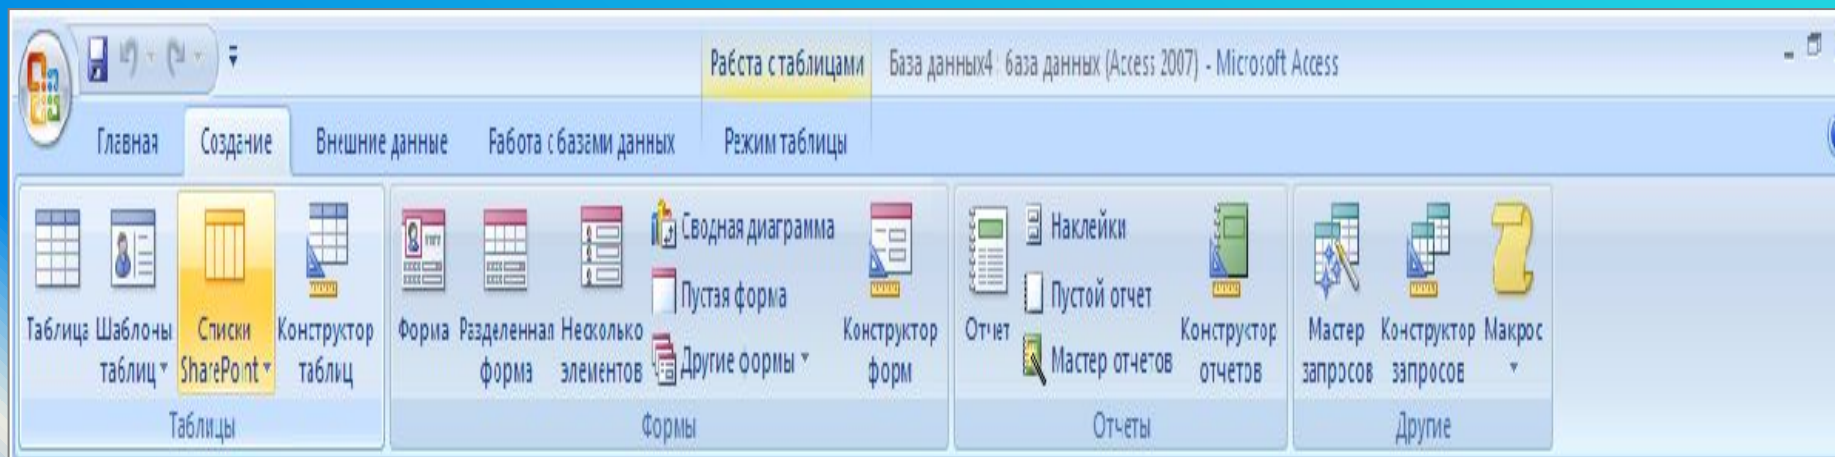 Работа с таблицами
База данных4 : база данных (Access 2007) - Microsoft Access
Главная
Создание
Внешние данные
Работа с базами данных
Режим таблицы
Таблица
Шаблоны
таблиц
Списки
SharePoint
Конструктор
таблиц
Таблицы
Форма
Разделенная
форма
Несколько
элементов
Сводная диаграмма
Пустая форма
Другие формы
Конструктор
форм
Формы
Отчет
Наклейки
Пустой отчет
Мастер отчетов
Конструктор
отчетов
Отчеты
Мастер
запросов
Конструктор
запросов
Макрос
Другие